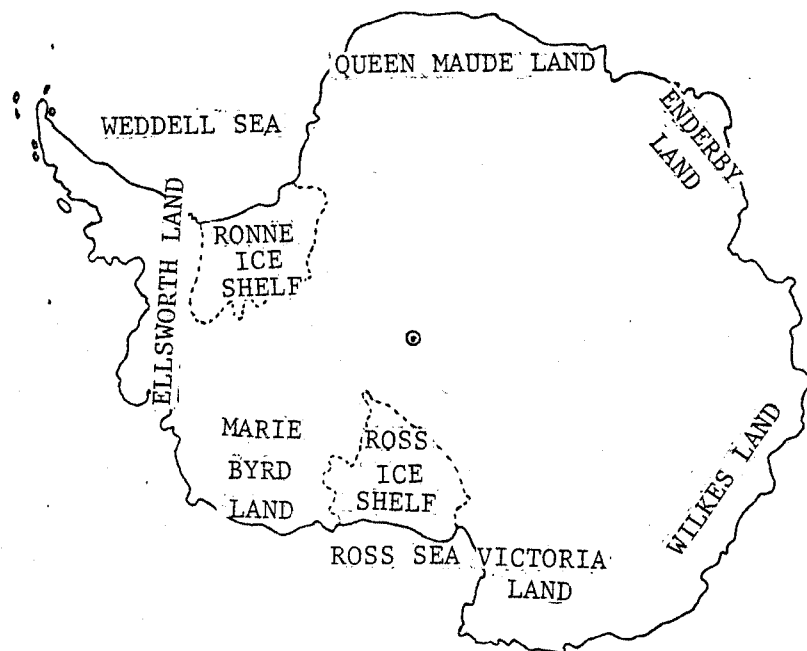 QUEEN MAUDE LAND
WEDDELL SEA
ENDERBY
LAND
ELLSWORTH LAND
RONNE
ICE
SHELF
MARIE
BYRD
LAND
ROSS
ICE
SHELF
WILKES LAND
ROSS SEA
VICTORIA
LAND